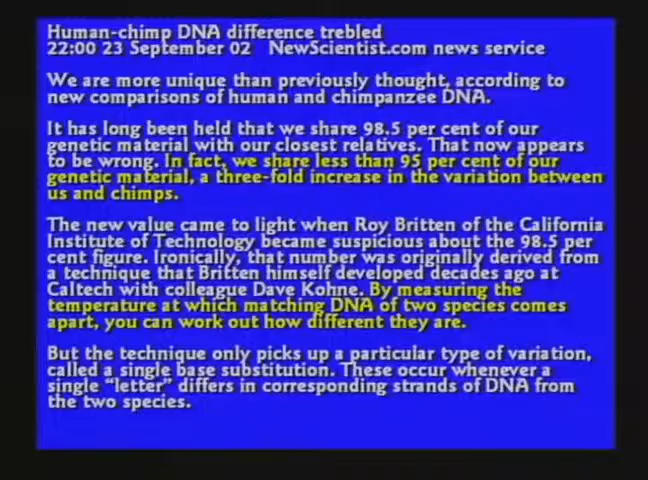 Human-chimp DNA difference trebled
22:00 23 September 02 NewScientist.com news service
We are more unique than previously thought, according to
new comparisons of human and chimpanzee DNA.
It has long been held that we share 98.5 per cent of our
genetic material with our closest relatives. That now appears
to be wrong. In fact, we share less than 95 per cent of our
genetic material, a three-fold increase in the variation between
us and chimps.
The new value came to light when Roy Britten of the California
Institute of Technology became suspicious about the 98.5 per
cent figure. Ironically, that number was originally derived from
a technique that Britten himself developed decades ago at
Caltech with colleague Dave Kohne. By measuring the
temperature at which matching DNA of two species comes
apart, you can work out how different they are.
But the technique only picks up a particular type of variation,
called a single base substitution. These occur whenever a
single “letter” differs in corresponding strands of DNA from
the two species.